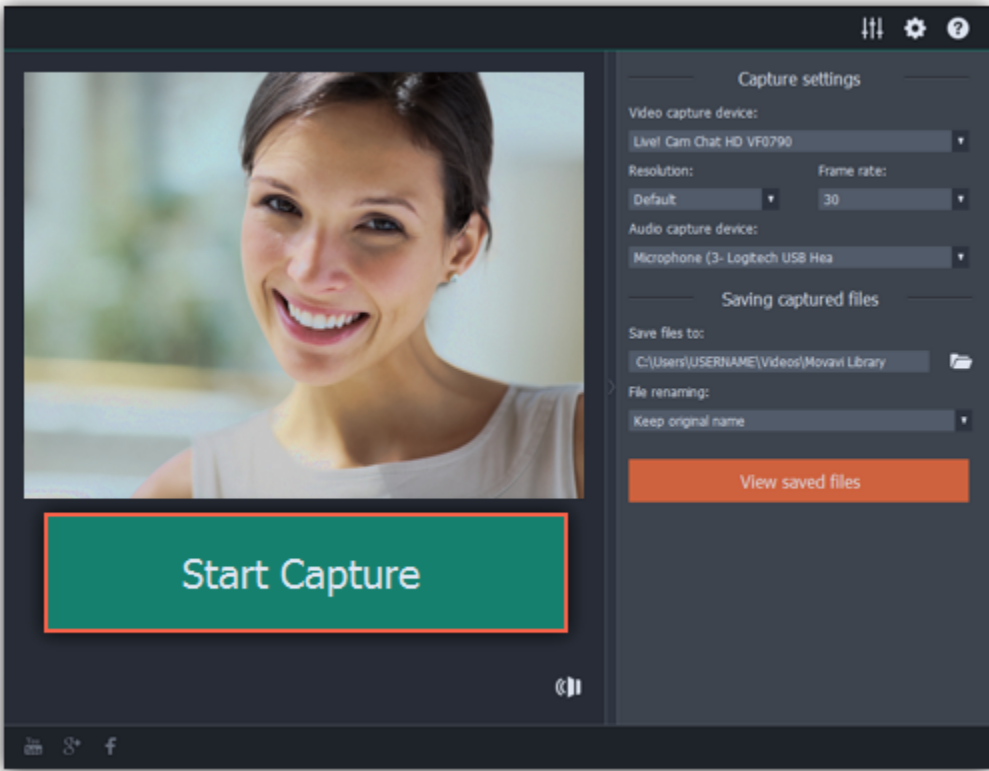 Capture settings
Video capture device:
Live! Cam Chat HD VF0790
Resolution: Frame rate:
Default 30
Audio capture device:
Microphone (3- Logitech USB Hea
Saving captured files
Save files to:
C:\Users\USERNAME\Videos\Movavi Library
File renaming:
Keep original name
View saved files
Start Capture
You Tube g+ f